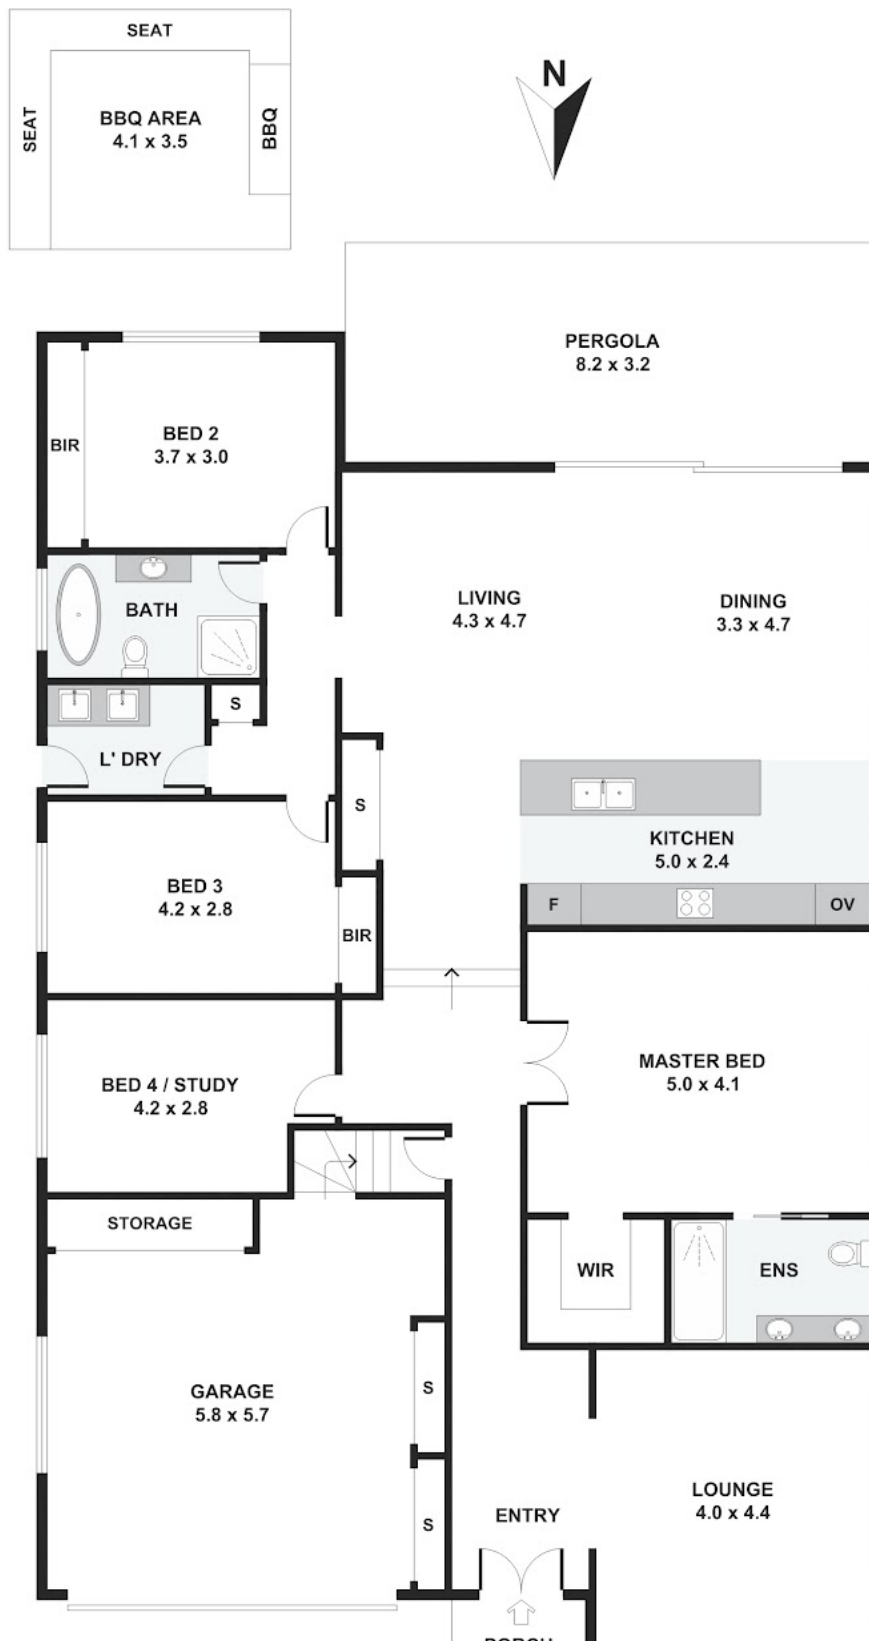 SEAT
SEAT
BBQ AREA
4.1 x 3.5
BBQ
N
PERGOLA
8.2 x 3.2
BIR
BED 2
3.7 x 3.0
BATH
LIVING
4.3 x 4.7
DINING
3.3 x 4.7
S
L' DRY
S
KITCHEN
5.0 x 2.4
BED 3
4.2 x 2.8
F
OV
BIR
BED 4 / STUDY
4.2 x 2.8
MASTER BED
5.0 x 4.1
STORAGE
WIR
ENS
GARAGE
5.8 x 5.7
S
S
LOUNGE
4.0 x 4.4
ENTRY
PORCH